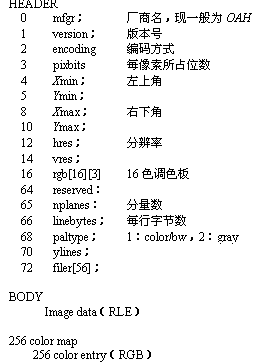 HEADER
0 mfgr； 厂商名，现一般为 OAH
1 version； 版本号
2 encoding 编码方式
3 pixbits 每像素所占位数
4 Xmin； 左上角
5 Ymin；
8 Xmax； 右下角
10 Ymax；
12 hres； 分辨率
14 vres；
16 rgb[16][3] 16 色调色板
64 reserved：
65 nplanes： 分量数
66 linebytes； 每行字节数
68 paltype； 1：color/bw，2：gray
70 ylines；
72 filer[56]；
BODY
Image data（RLE）
256 color map
256 color entry（RGB）